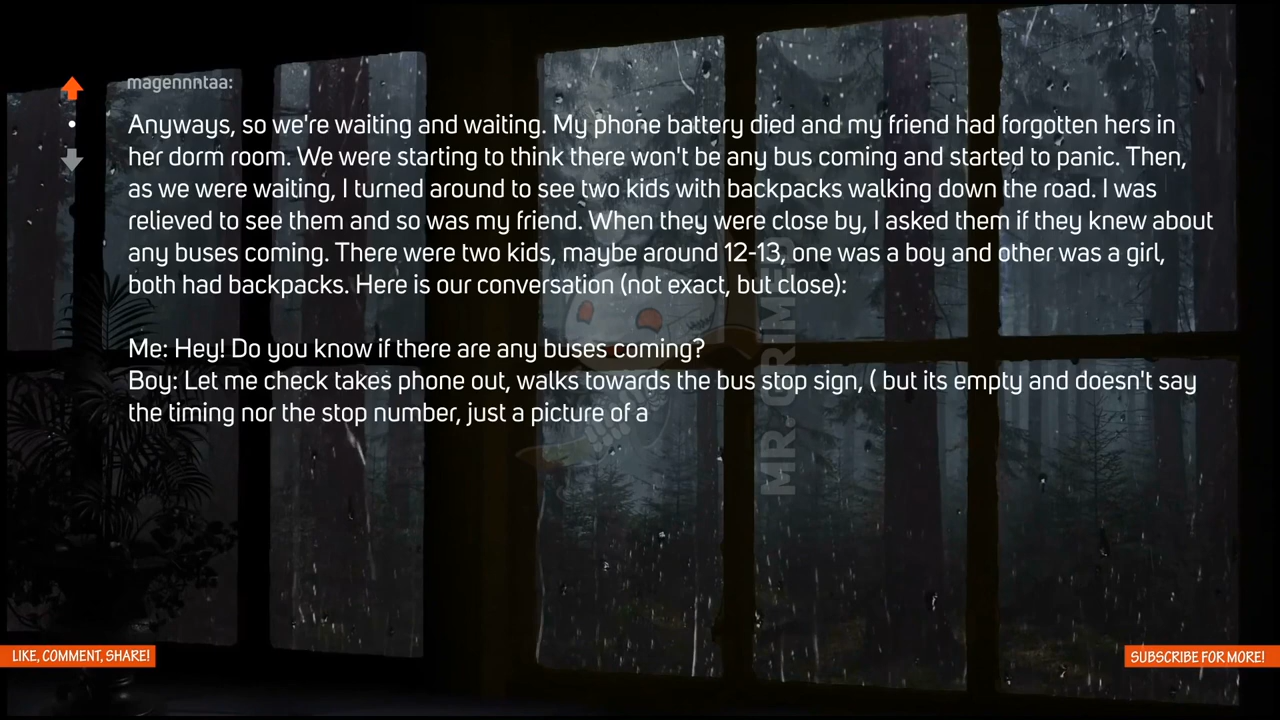 magennntaa:
Anyways, so we're waiting and waiting. My phone battery died and my friend had forgotten hers in
her dorm room. We were starting to think there won't be any bus coming and started to panic. Then,
as we were waiting, I turned around to see two kids with backpacks walking down the road. I was
relieved to see them and so was my friend. When they were close by, I asked them if they knew about
any buses coming. There were two kids, maybe around 12-13, one was a boy and other was a girl,
both had backpacks. Here is our conversation (not exact, but close):
Me: Hey! Do you know if there are any buses coming?
Boy: Let me check takes phone out, walks towards the bus stop sign, ( but its empty and doesn't say
the timing nor the stop number, just a picture of a
MR. GRIMES
LIKE, COMMENT, SHARE!
SUBSCRIBE FOR MORE!